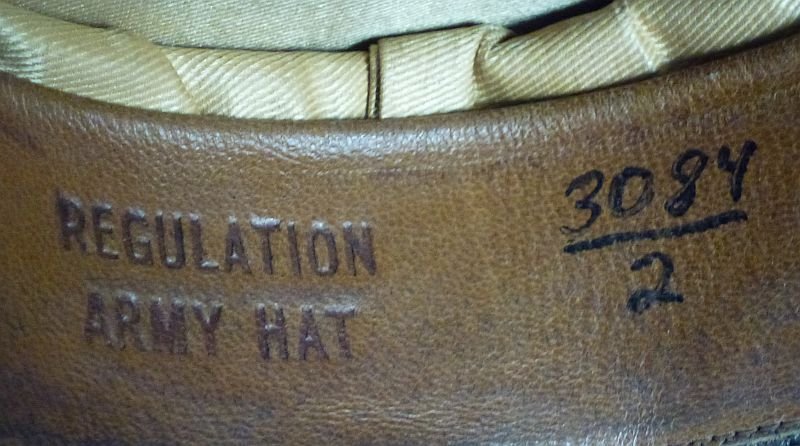 REGULATION
ARMY HAT
3084
2